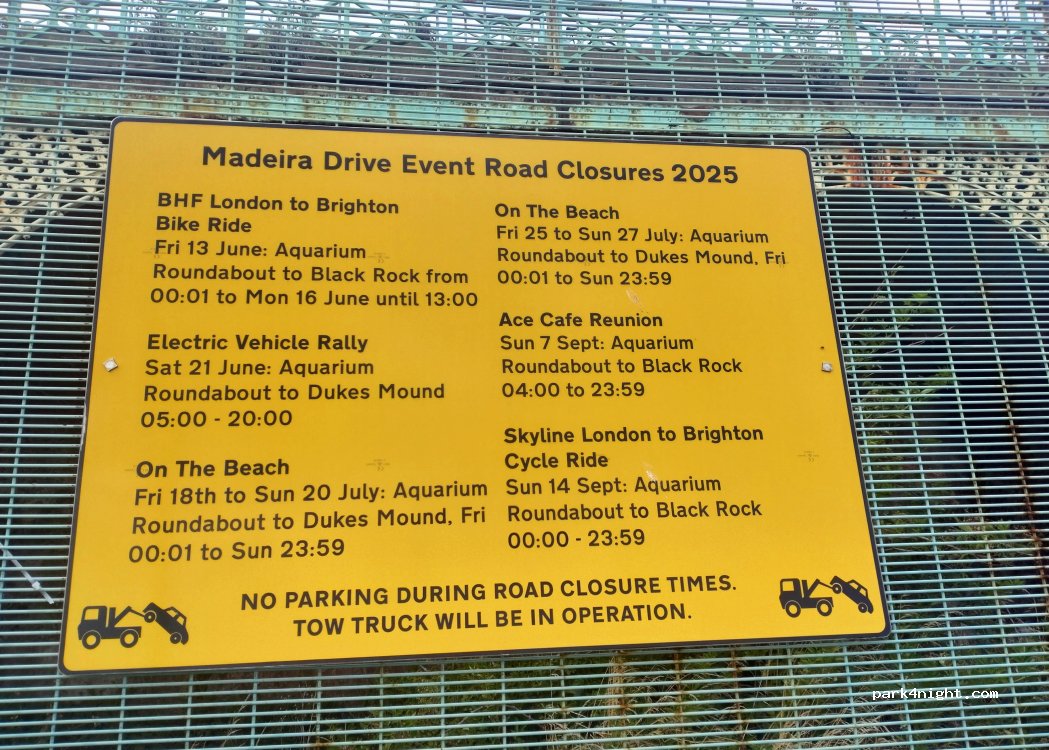 Madeira Drive Event Road Closures 2025
BHF London to Brighton
Bike Ride
Fri 13 June: Aquarium
Roundabout to Black Rock from
00:01 to Mon 16 June until 13:00
Electric Vehicle Rally
Sat 21 June: Aquarium
Roundabout to Dukes Mound
05:00 - 20:00
On The Beach
Fri 18th to Sun 20 July: Aquarium
Roundabout to Dukes Mound, Fri
00:01 to Sun 23:59
On The Beach
Fri 25 to Sun 27 July: Aquarium
Roundabout to Dukes Mound, Fri
00:01 to Sun 23:59
Ace Cafe Reunion
Sun 7 Sept: Aquarium
Roundabout to Black Rock
04:00 to 23:59
Skyline London to Brighton
Cycle Ride
Sun 14 Sept: Aquarium
Roundabout to Black Rock
00:00 - 23:59
NO PARKING DURING ROAD CLOSURE TIMES.
TOW TRUCK WILL BE IN OPERATION.
park4night.com